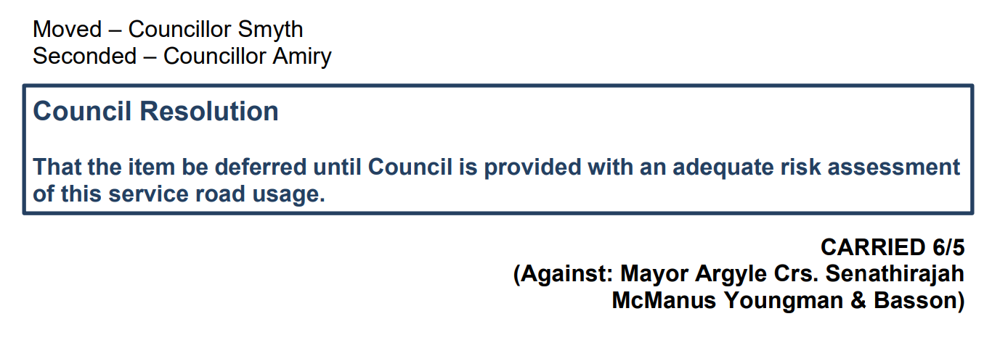 Moved – Councillor Smyth
Seconded – Councillor Amiry
Council Resolution
That the item be deferred until Council is provided with an adequate risk assessment
of this service road usage.
CARRIED 6/5
(Against: Mayor Argyle Crs. Senathirajah
McManus Youngman & Basson)